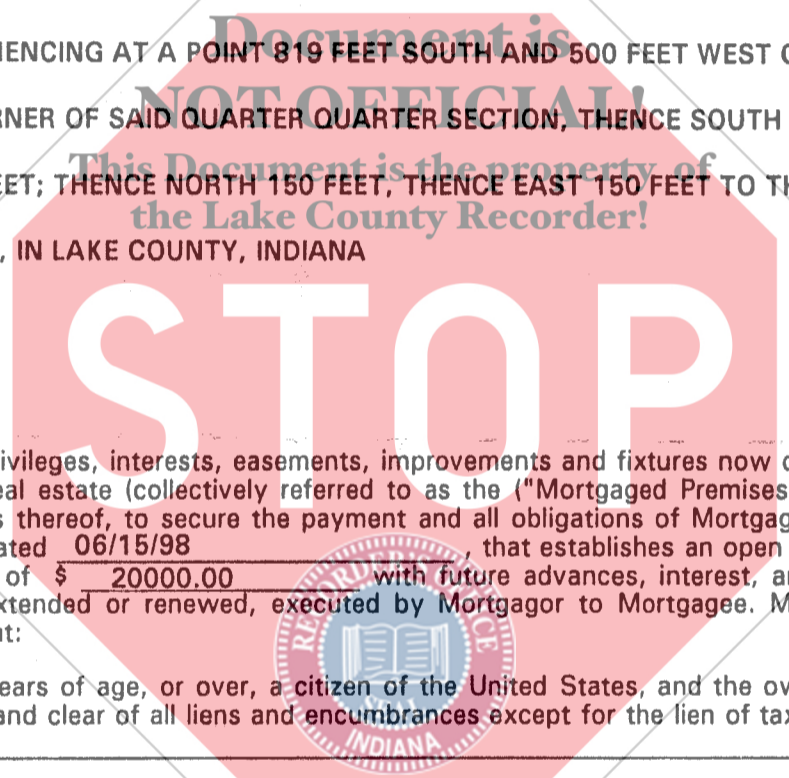 Document is
MENCING AT A POINT 819 FEET SOUTH AND 500 FEET WEST
NOT OFFICIAL!
RNER OF SAID QUARTER QUARTER SECTION, THENCE SOUTH
This Document is the property of
EET; THENCE NORTH 150 FEET, THENCE EAST 150 FEET TO TH
the Lake County Recorder!
, IN LAKE COUNTY, INDIANA
STOP
ivileges, interests, easements, improvements and fixtures now
eal estate (collectively referred to as the ("Mortgaged Premises
s thereof, to secure the payment and all obligations of Mortgag
ated 06/15/98 , that establishes an open
of $ 20000.00 with future advances, interest, a
xtended or renewed, executed by Mortgagor to Mortgagee. M
t:
ears of age, or over, a citizen of the United States, and the ov
and clear of all liens and encumbrances except for the lien of tax
RECORDER'S OFFICE
SEAL
INDIANA